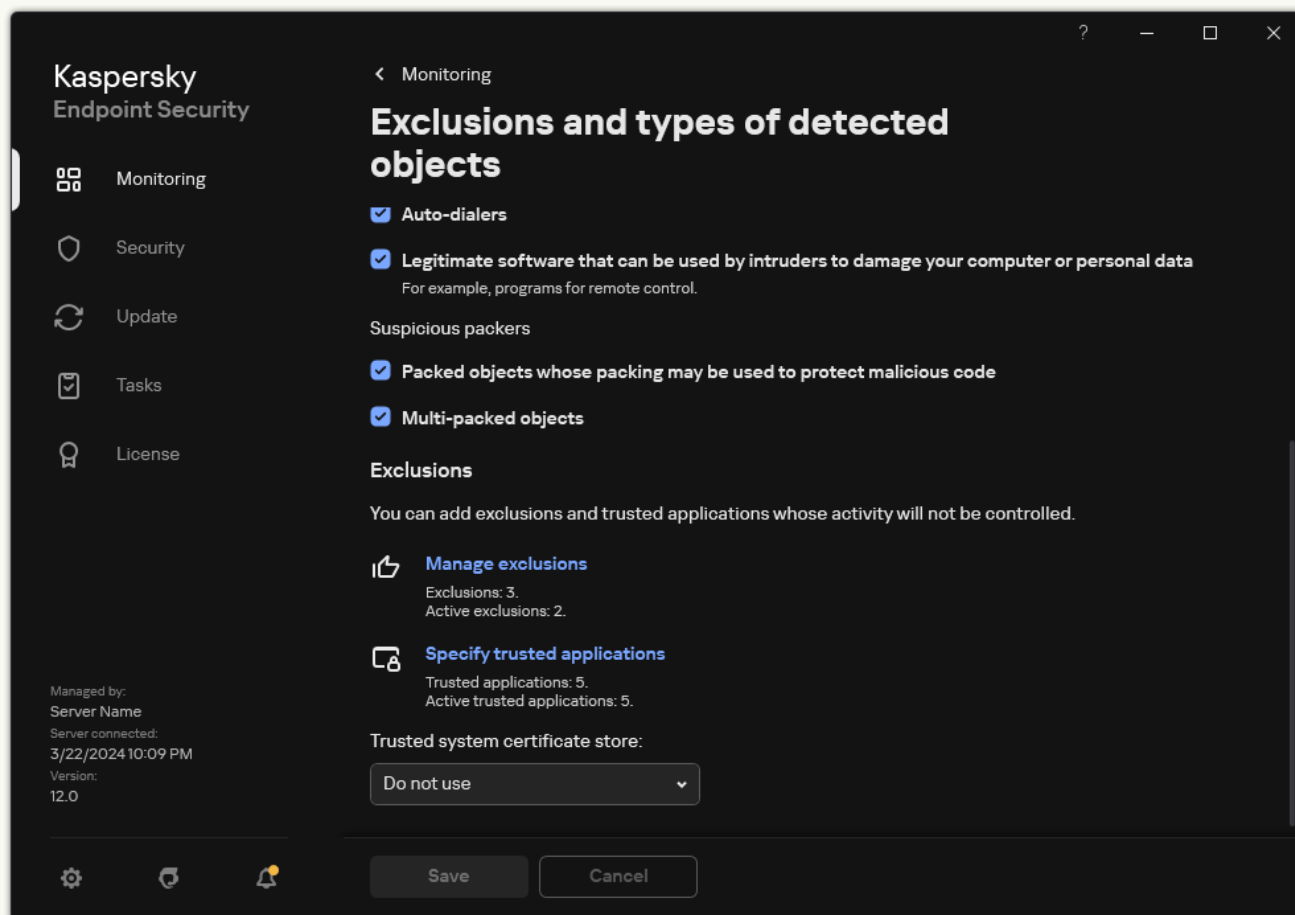 ?
Kaspersky
Endpoint Security
Monitoring
Security
Update
Tasks
License
Managed by:
Server Name
Server connected:
3/22/2024 10:09 PM
Version:
12.0
Monitoring
Exclusions and types of detected
objects
Auto-dialers
Legitimate software that can be used by intruders to damage your computer or personal data
For example, programs for remote control.
Suspicious packers
Packed objects whose packing may be used to protect malicious code
Multi-packed objects
Exclusions
You can add exclusions and trusted applications whose activity will not be controlled.
Manage exclusions
Exclusions: 3.
Active exclusions: 2.
Specify trusted applications
Trusted applications: 5.
Active trusted applications: 5.
Trusted system certificate store:
Do not use
Save
Cancel